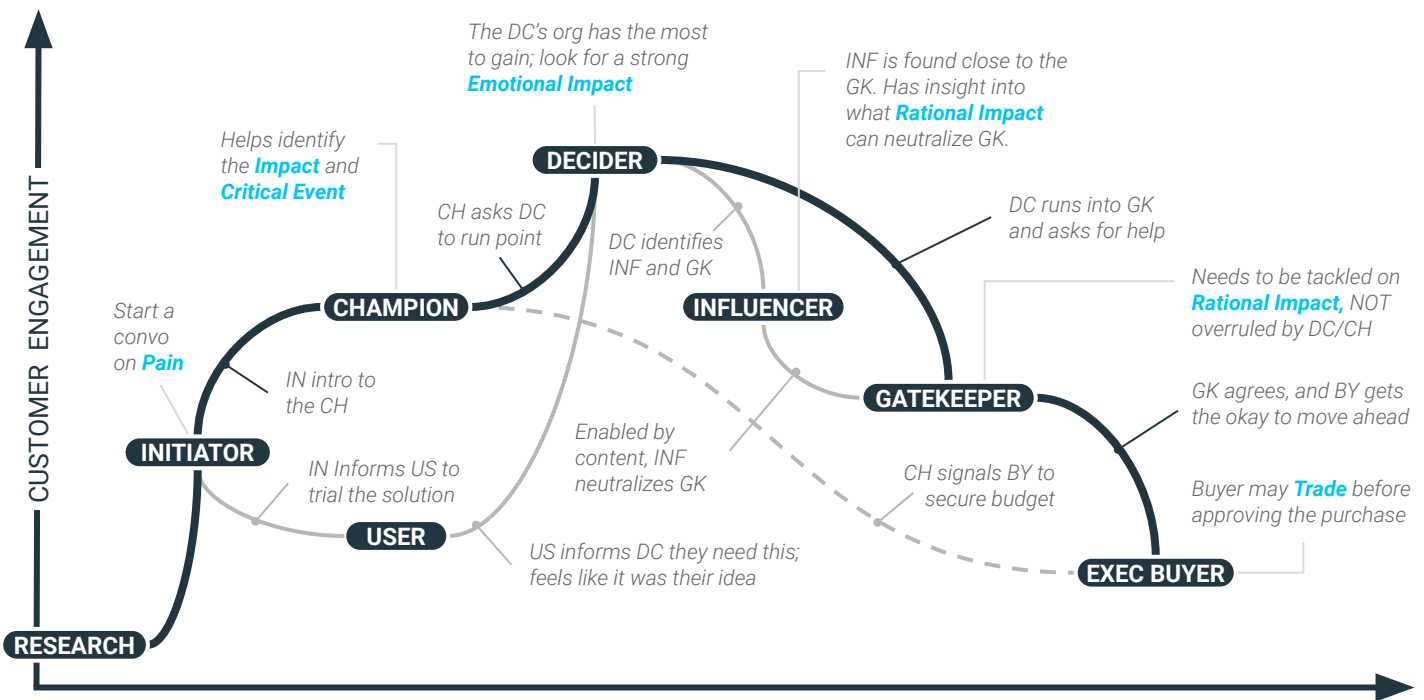 The DC's org has the most
to gain; look for a strong
Emotional Impact
INF is found close to the
GK. Has insight into
what Rational Impact
can neutralize GK.
Helps identify
the Impact and
Critical Event
DECIDER
CH asks DC
to run point
DC identifies
INF and GK
DC runs into GK
and asks for help
CUSTOMER ENGAGEMENT
Start a
convo
on Pain
CHAMPION
INFLUENCER
Needs to be tackled on
Rational Impact, NOT
overruled by DC/CH
IN intro to
the CH
GATEKEEPER
GK agrees, and BY gets
the okay to move ahead
INITIATOR
IN Informs US to
trial the solution
Enabled by
content, INF
neutralizes GK
CH signals BY to
secure budget
Buyer may Trade before
approving the purchase
USER
US informs DC they need this;
feels like it was their idea
EXEC BUYER
RESEARCH